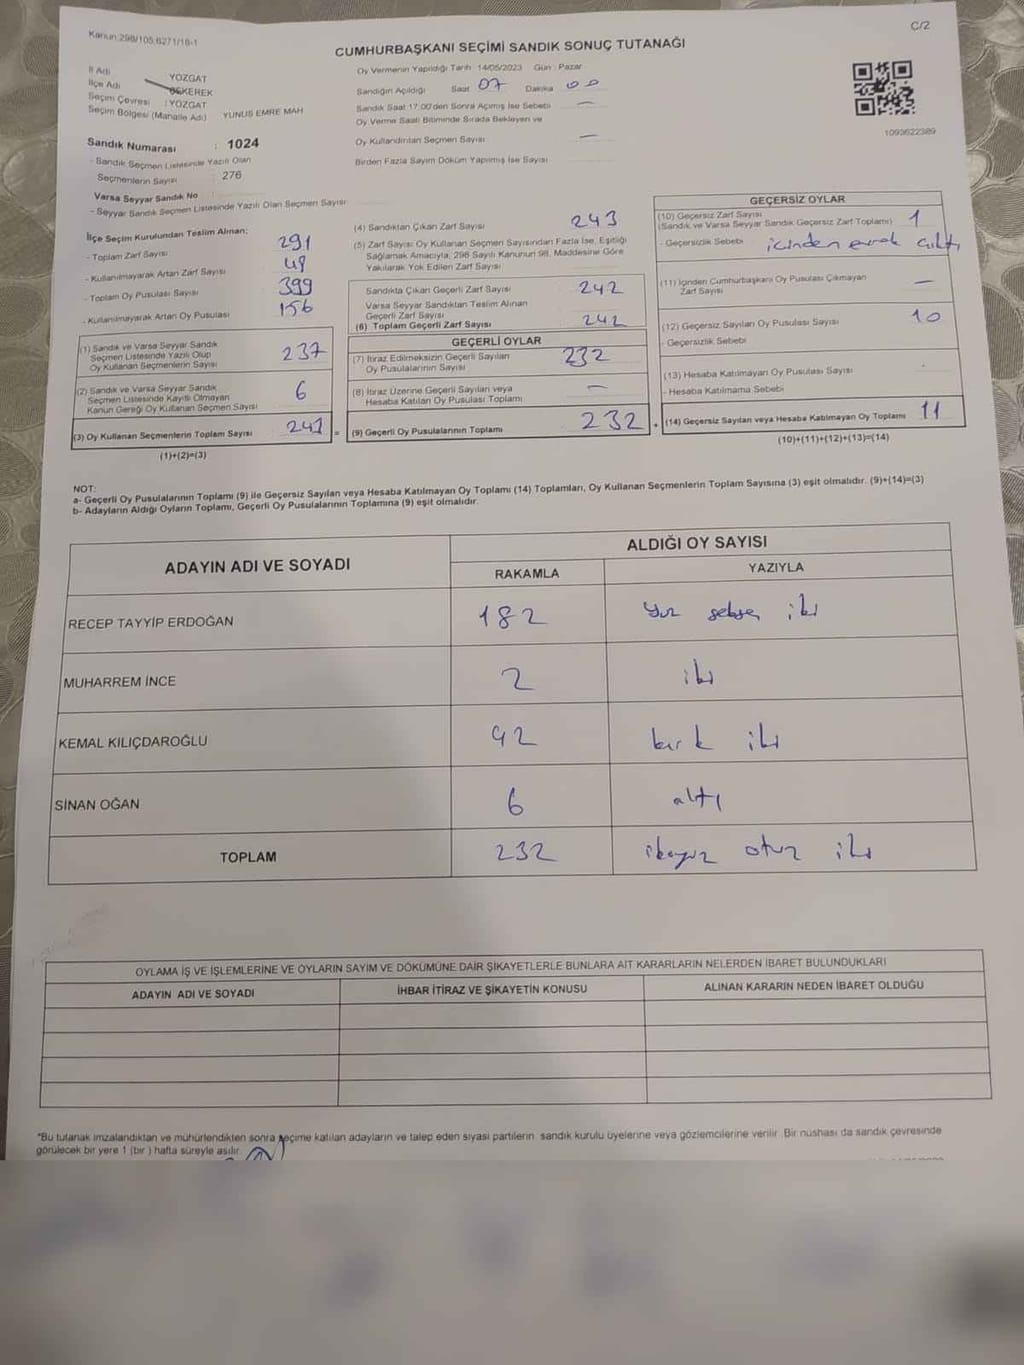 Kanun:298/105,6271/18-1
C/2
CUMHURBAŞKANI SEÇİMİ SANDIK SONUÇ TUTANAĞI
İl Adı YOZGAT
İlçe Adı ÇEKEREK
Seçim Çevresi : YOZGAT
Seçim Bölgesi (Mahalle Adı) YUNUS EMRE MAH
Sandık Numarası : 1024
- Sandık Seçmen Listesinde Yazılı Olan
Seçmenlerin Sayısı : 276
Varsa Seyyar Sandık No
- Seyyar Sandık Seçmen Listesinde Yazılı Olan Seçmen Sayısı
Oy Vermenin Yapıldığı Tarih 14/05/2023 Gün : Pazar
Sandığın Açıldığı Saat 07 Dakika 00
Sandık Saat 17:00'den Sonra Açılmış İse Sebebi —
Oy Verme Saati Bitiminde Sırada Bekleyen ve
Oy Kullandırılan Seçmen Sayısı —
Birden Fazla Sayım Döküm Yapılmış İse Sayısı
1093622389
İlçe Seçim Kurulundan Teslim Alınan;
- Toplam Zarf Sayısı 291
- Kullanılmayarak Artan Zarf Sayısı 48
- Toplam Oy Pusulası Sayısı 399
- Kullanılmayarak Artan Oy Pusulası 156
(1) Sandık ve Varsa Seyyar Sandık
Seçmen Listesinde Yazılı Olup
Oy Kullanan Seçmenlerin Sayısı 237
(2) Sandık ve Varsa Seyyar Sandık
Seçmen Listesinde Kayıtlı Olmayan
Kanun Gereği Oy Kullanan Seçmen Sayısı 6
(3) Oy Kullanan Seçmenlerin Toplam Sayısı 243 =
(1)+(2)=(3)
(4) Sandıktan Çıkan Zarf Sayısı 243
(5) Zarf Sayısı Oy Kullanan Seçmen Sayısından Fazla İse, Eşitliği
Sağlamak Amacıyla, 298 Sayılı Kanunun 98. Maddesine Göre
Yakılarak Yok Edilen Zarf Sayısı
Sandıkta Çıkan Geçerli Zarf Sayısı 242
Varsa Seyyar Sandıktan Teslim Alınan
Geçerli Zarf Sayısı
(6) Toplam Geçerli Zarf Sayısı 242
GEÇERLİ OYLAR
(7) İtiraz Edilmeksizin Geçerli Sayılan
Oy Pusulalarının Sayısı 232
(8) İtiraz Üzerine Geçerli Sayılan veya
Hesaba Katılan Oy Pusulası Toplamı —
(9) Geçerli Oy Pusulalarının Toplamı 232 +
GEÇERSİZ OYLAR
(10) Geçersiz Zarf Sayısı
(Sandık ve Varsa Seyyar Sandık Geçersiz Zarf Toplamı) 1
- Geçersizlik Sebebi içinden evrak çıktı
(11) İçinden Cumhurbaşkanı Oy Pusulası Çıkmayan
Zarf Sayısı —
(12) Geçersiz Sayılan Oy Pusulası Sayısı 10
- Geçersizlik Sebebi
(13) Hesaba Katılmayan Oy Pusulası Sayısı
- Hesaba Katılmama Sebebi
(14) Geçersiz Sayılan veya Hesaba Katılmayan Oy Toplamı 11
(10)+(11)+(12)+(13)=(14)
NOT:
a- Geçerli Oy Pusulalarının Toplamı (9) ile Geçersiz Sayılan veya Hesaba Katılmayan Oy Toplamı (14) Toplamları, Oy Kullanan Seçmenlerin Toplam Sayısına (3) eşit olmalıdır. (9)+(14)=(3)
b- Adayların Aldığı Oyların Toplamı, Geçerli Oy Pusulalarının Toplamına (9) eşit olmalıdır.
ADAYIN ADI VE SOYADI
ALDIĞI OY SAYISI
RAKAMLA YAZIYLA
RECEP TAYYİP ERDOĞAN 182 yüz seksen iki
MUHARREM İNCE 2 iki
KEMAL KILIÇDAROĞLU 42 kırk iki
SİNAN OĞAN 6 altı
TOPLAM 232 ikiyüz otuz iki
OYLAMA İŞ VE İŞLEMLERİNE VE OYLARIN SAYIM VE DÖKÜMÜNE DAİR ŞİKAYETLERLE BUNLARA AİT KARARLARIN NELERDEN İBARET BULUNDUKLARI
ADAYIN ADI VE SOYADI İHBAR İTİRAZ VE ŞİKAYETİN KONUSU ALINAN KARARIN NEDEN İBARET OLDUĞU
*Bu tutanak imzalandıktan ve mühürlendikten sonra seçime katılan adayların ve talep eden siyasi partilerin sandık kurulu üyelerine veya gözlemcilerine verilir. Bir nüshası da sandık çevresinde
görülecek bir yere 1 (bir ) hafta süreyle asılır.